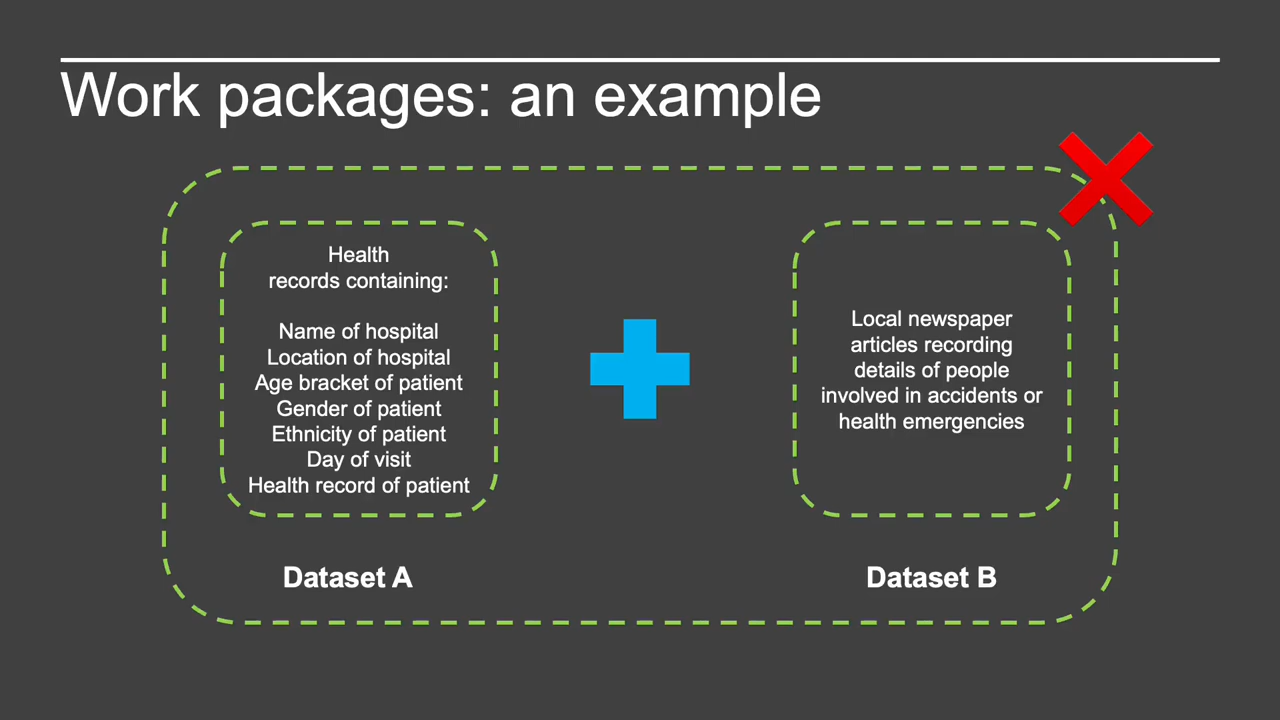 Work packages: an example
Health
records containing:
Name of hospital
Location of hospital
Age bracket of patient
Gender of patient
Ethnicity of patient
Day of visit
Health record of patient
Local newspaper
articles recording
details of people
involved in accidents or
health emergencies
Dataset A
Dataset B